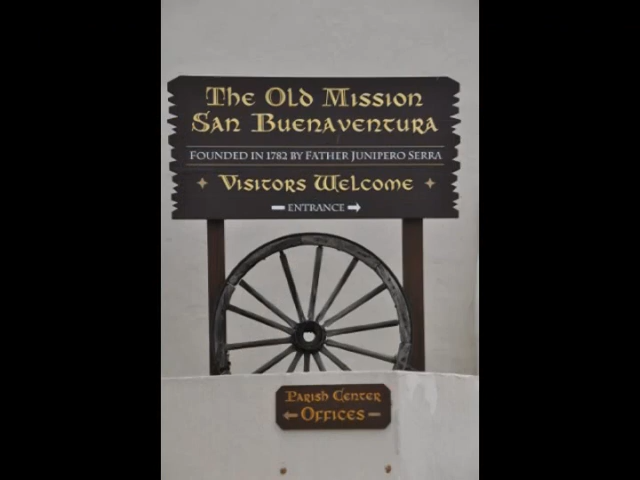 The Old Mission
San Buenaventura
Founded in 1782 by Father Junipero Serra
Visitors Welcome
Entrance
Parish Center
Offices